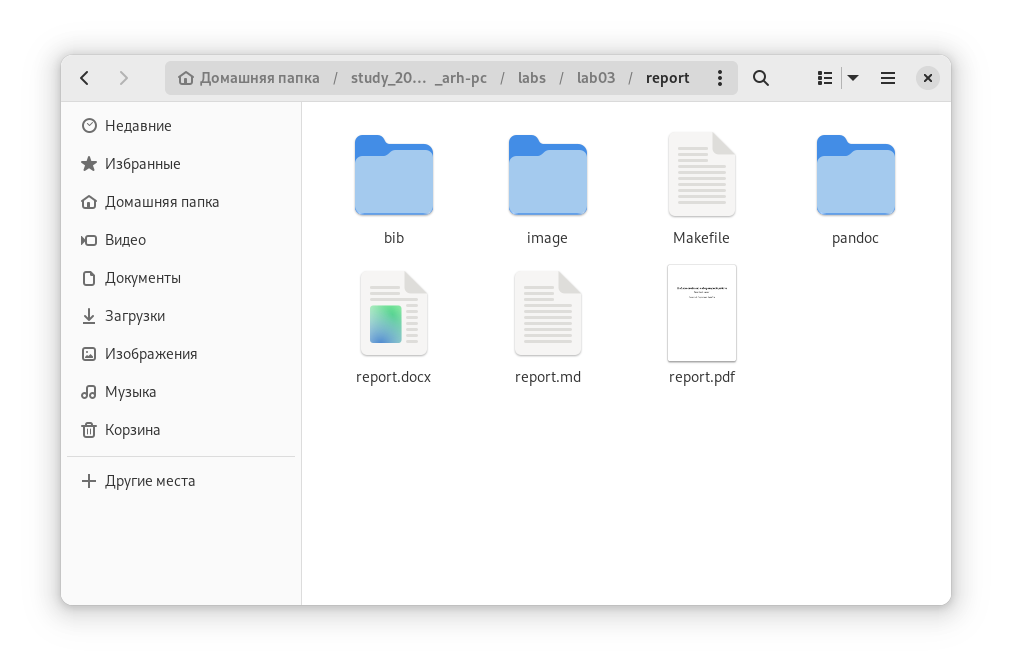 Домашняя папка / study_20... _arh-pc / labs / lab03 / report
Недавние
Избранные
Домашняя папка
Видео
Документы
Загрузки
Изображения
Музыка
Корзина
Другие места
bib
image
Makefile
pandoc
report.docx
report.md
report.pdf